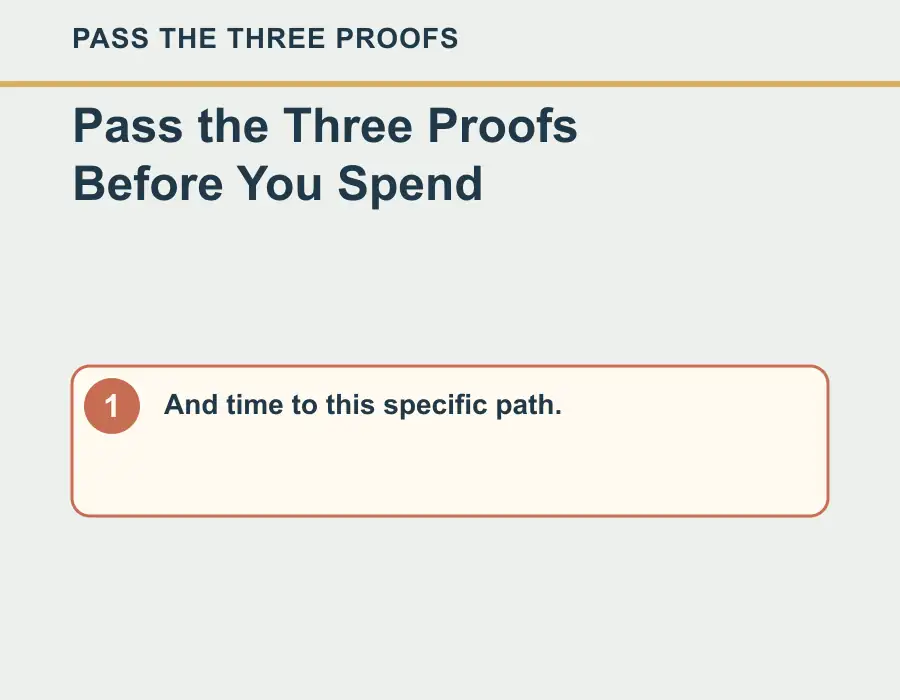 PASS THE THREE PROOFS
Pass the Three Proofs
Before You Spend
1
And time to this specific path.